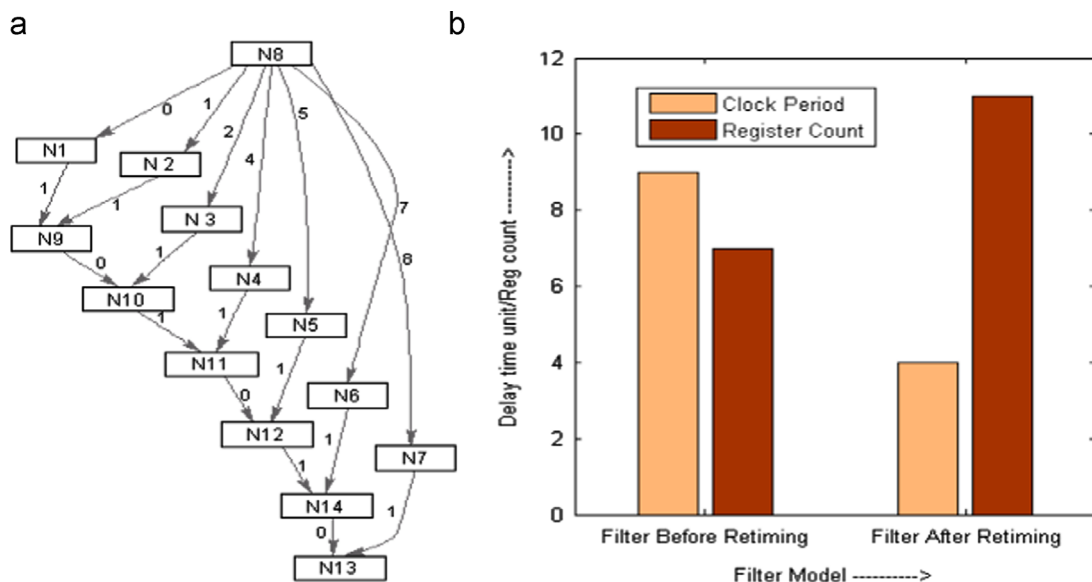 a
N8
0
1
2
4
5
7
8
N1
N 2
N 3
1
1
1
N9
0
N10
N4
1
1
N11
N5
0
1
N12
N6
1
1
N14
N7
0
1
N13
b
12
10
8
6
4
2
0
Delay time unit/Reg count --------->
Clock Period
Register Count
Filter Before Retiming
Filter After Retiming
Filter Model ---------->